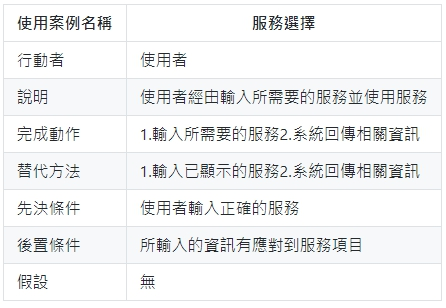 使用案例名稱 服務選擇
行動者 使用者
說明 使用者經由輸入所需要的服務並使用服務
完成動作 1.輸入所需要的服務2.系統回傳相關資訊
替代方法 1.輸入已顯示的服務2.系統回傳相關資訊
先決條件 使用者輸入正確的服務
後置條件 所輸入的資訊有應對到服務項目
假設 無